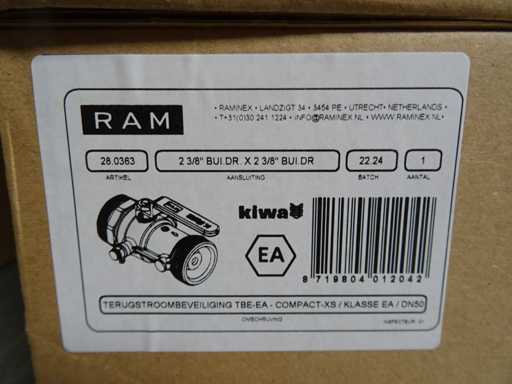 RAM
• RAMINEX • LANDZIGT 34 • 3454 PE • UTRECHT • NETHERLANDS •
• T+31(0)30 241 1224 • INFO@RAMINEX.NL • WWW.RAMINEX.NL •
28.0363
2 3/8" BUI.DR. X 2 3/8" BUI.DR
22.24
1
ARTIKEL
AANSLUITING
BATCH
AANTAL
kiwa
EA
8 719804 012042
TERUGSTROOMBEVEILIGING TBE-EA - COMPACT-XS / KLASSE EA / DN50
OMSCHRIJVING